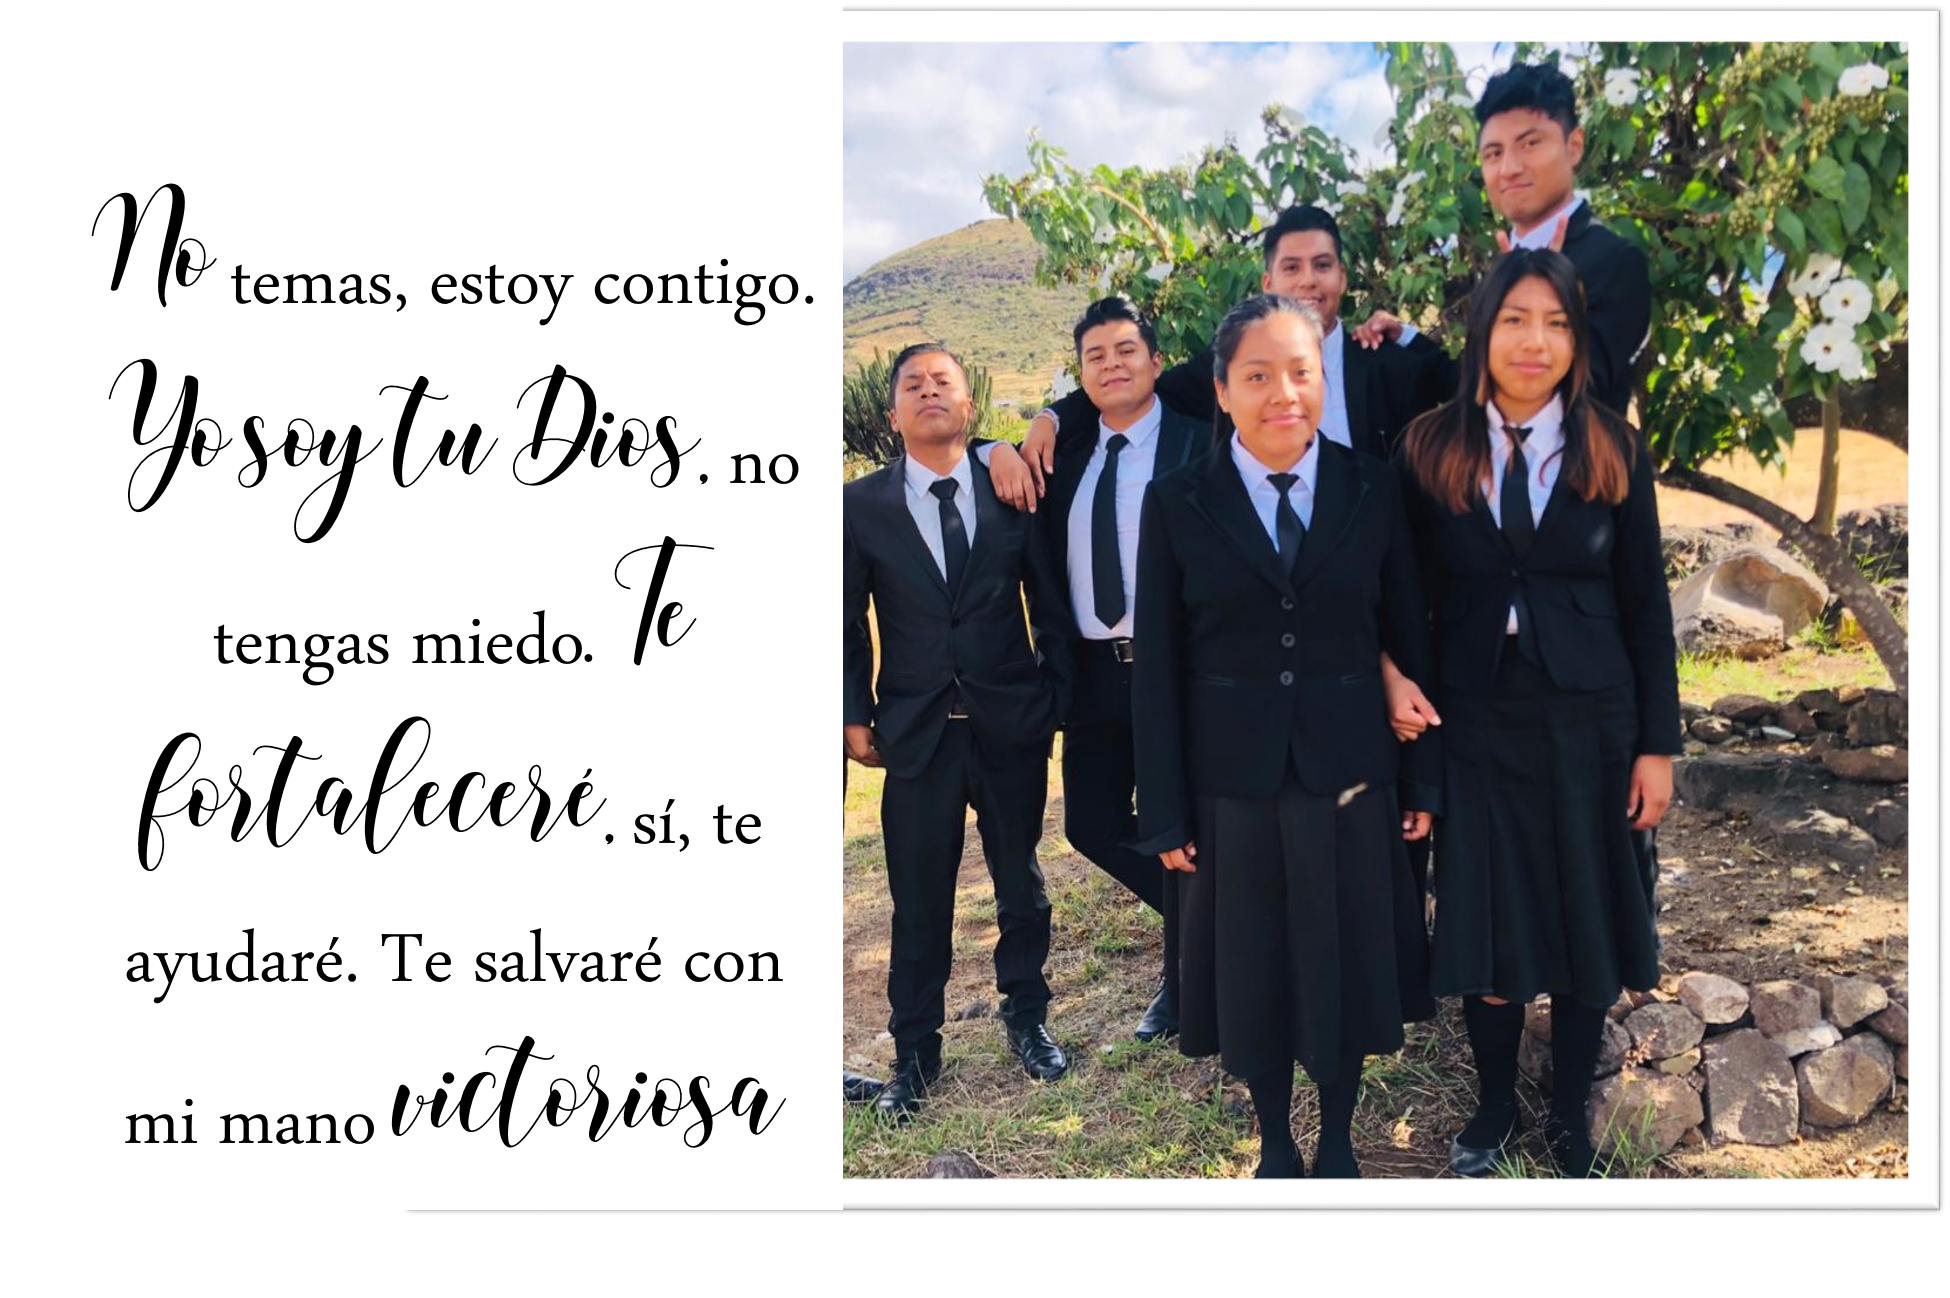 No temas, estoy contigo.
Yo soy tu Dios, no
tengas miedo. Te
fortaleceré, sí, te
ayudaré. Te salvaré con
mi mano victoriosa